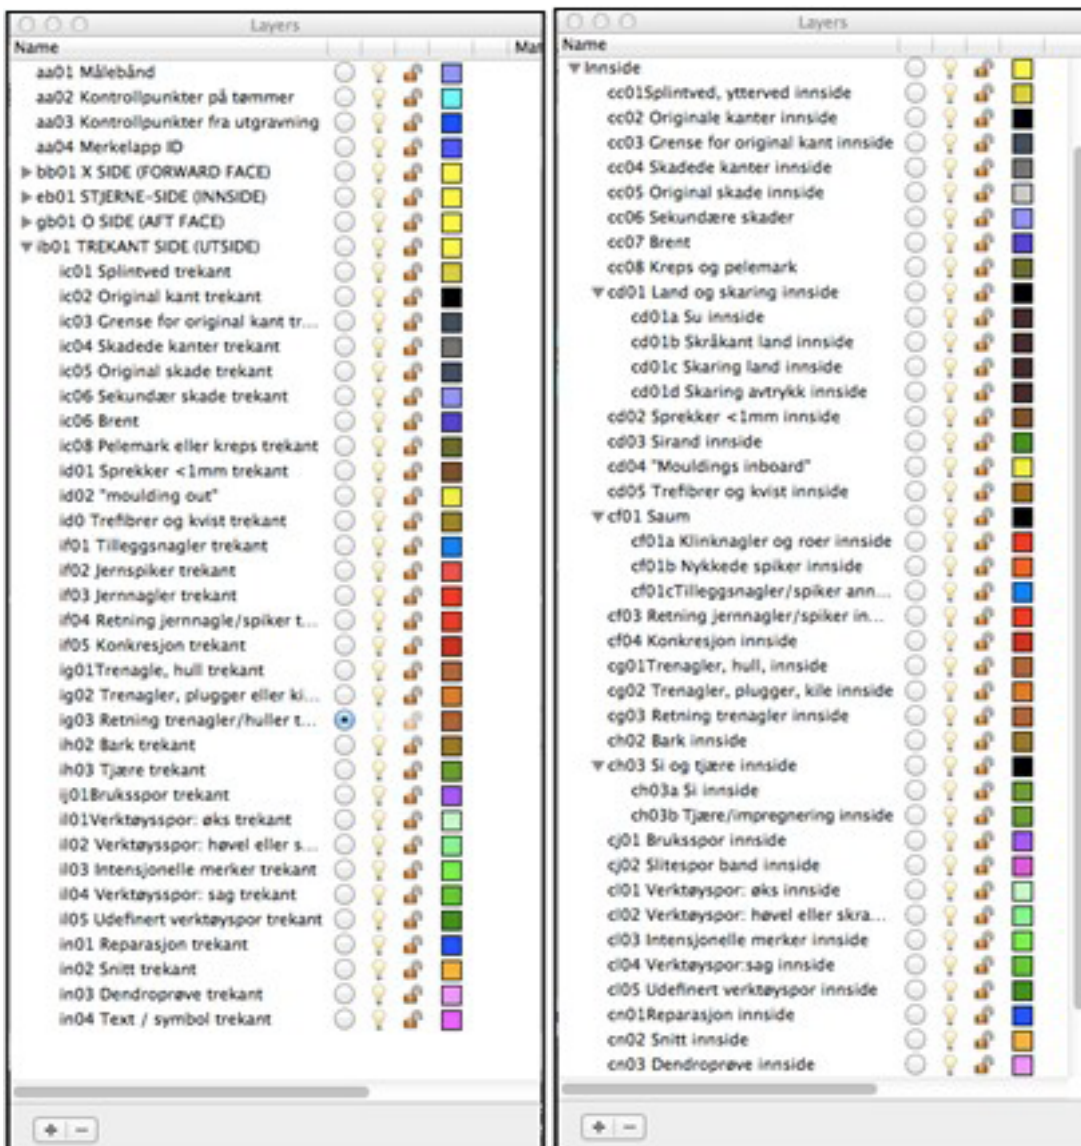 Layers
Name
Mat
aa01 Målebånd
aa02 Kontrollpunkter på tømmer
aa03 Kontrollpunkter fra utgravning
aa04 Merkelapp ID
bb01 X SIDE (FORWARD FACE)
eb01 STJERNE-SIDE (INNSIDE)
gb01 O SIDE (AFT FACE)
ib01 TREKANT SIDE (UTSIDE)
ic01 Splintved trekant
ic02 Original kant trekant
ic03 Grense for original kant tr...
ic04 Skadede kanter trekant
ic05 Original skade trekant
ic06 Sekundær skade trekant
ic06 Brent
ic08 Pelemark eller kreps trekant
id01 Sprekker <1mm trekant
id02 "moulding out"
id0 Trefibrer og kvist trekant
if01 Tilleggsnagler trekant
if02 Jernspiker trekant
if03 Jernnagler trekant
if04 Retning jernnagle/spiker t...
if05 Konkresjon trekant
ig01Trenagle, hull trekant
ig02 Trenagler, plugger eller ki...
ig03 Retning trenagler/huller t...
ih02 Bark trekant
ih03 Tjære trekant
ij01Bruksspor trekant
il01Verktøysspor: øks trekant
il02 Verktøysspor: høvel eller s...
il03 Intensjonelle merker trekant
il04 Verktøysspor: sag trekant
il05 Udefinert verktøyspor trekant
in01 Reparasjon trekant
in02 Snitt trekant
in03 Dendroprøve trekant
in04 Text / symbol trekant
Layers
Name
Innside
cc01Splintved, ytterved innside
cc02 Originale kanter innside
cc03 Grense for original kant innside
cc04 Skadede kanter innside
cc05 Original skade innside
cc06 Sekundære skader
cc07 Brent
cc08 Kreps og pelemark
cd01 Land og skaring innside
cd01a Su innside
cd01b Skråkant land innside
cd01c Skaring land innside
cd01d Skaring avtrykk innside
cd02 Sprekker <1mm innside
cd03 Sirand innside
cd04 "Mouldings inboard"
cd05 Trefibrer og kvist innside
cf01 Saum
cf01a Klinknagler og roer innside
cf01b Nykkede spiker innside
cf01cTilleggsnagler/spiker ann...
cf03 Retning jernnagler/spiker in...
cf04 Konkresjon innside
cg01Trenagler, hull, innside
cg02 Trenagler, plugger, kile innside
cg03 Retning trenagler innside
ch02 Bark innside
ch03 Si og tjære innside
ch03a Si innside
ch03b Tjære/impregnering innside
cj01 Bruksspor innside
cj02 Slitespor band innside
cl01 Verktøyspor: øks innside
cl02 Verktøyspor: høvel eller skra...
cl03 Intensjonelle merker innside
cl04 Verktøyspor:sag innside
cl05 Udefinert verktøyspor innside
cn01Reparasjon innside
cn02 Snitt innside
cn03 Dendroprøve innside